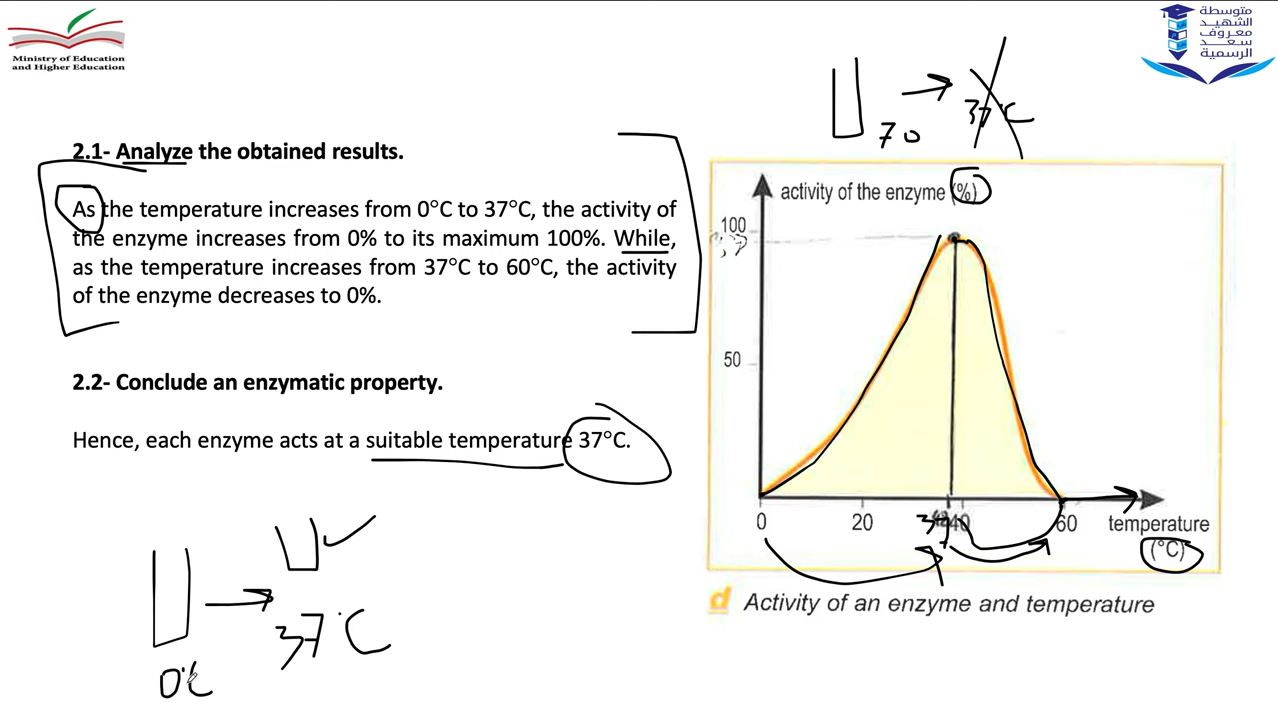 Ministry of Education
and Higher Education
متوسطة
الشهيد
معروف
سعد
الرسمية
70
37°C
2.1- Analyze the obtained results.
As the temperature increases from 0°C to 37°C, the activity of
the enzyme increases from 0% to its maximum 100%. While,
as the temperature increases from 37°C to 60°C, the activity
of the enzyme decreases to 0%.
2.2- Conclude an enzymatic property.
Hence, each enzyme acts at a suitable temperature 37°C.
37°C
0°C
activity of the enzyme (%)
100
50
0
20
37
40
60
temperature
(°C)
d Activity of an enzyme and temperature